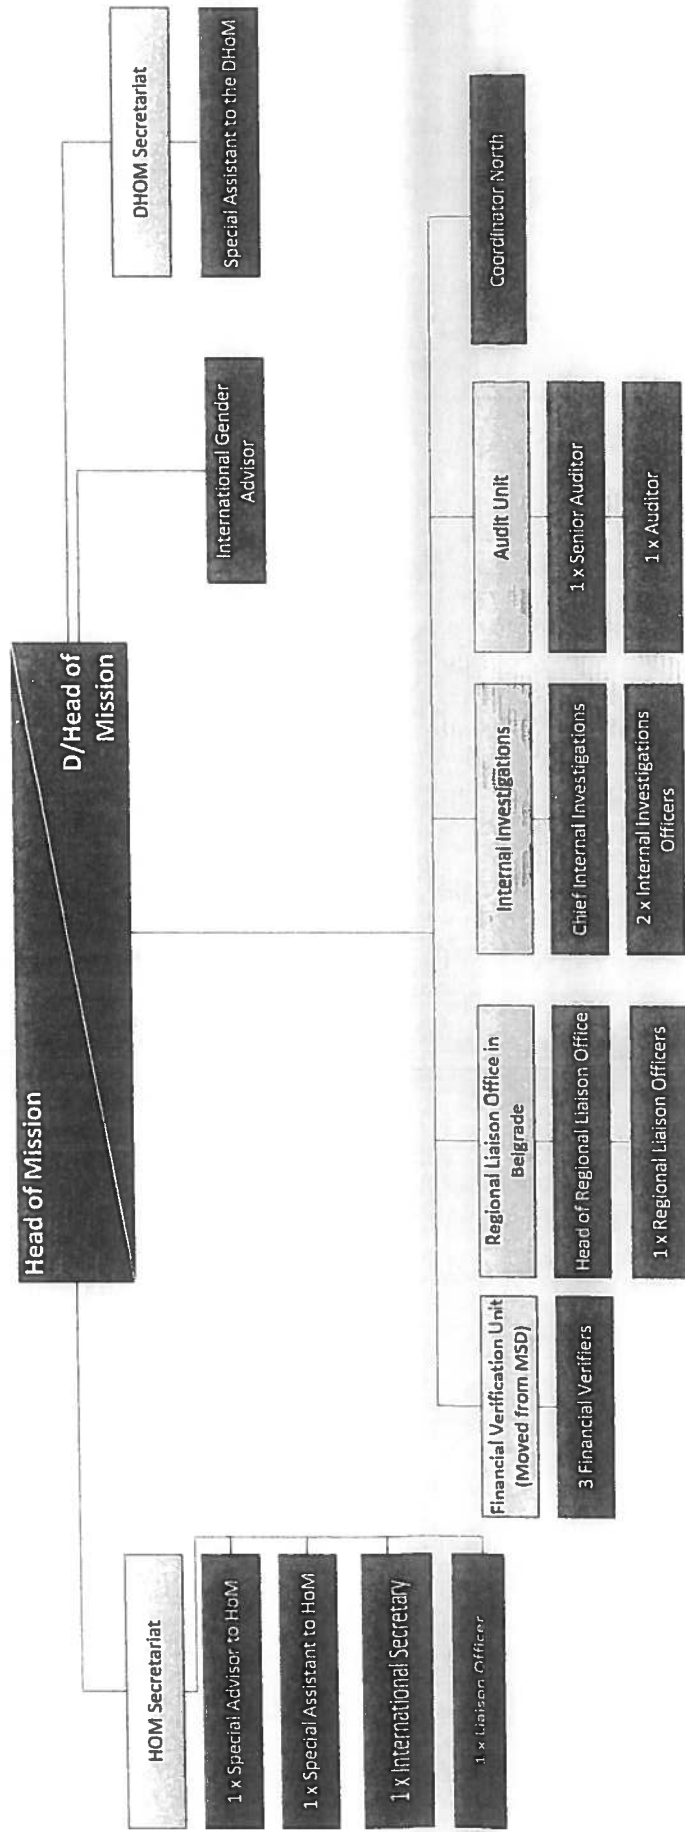 Head of Mission
D/Head of
Mission
HOM Secretariat
1 x Special Advisor to HoM
1 x Special Assistant to HoM
1 x International Secretary
1 x Liaison Officer
International Gender
Advisor
DHOM Secretariat
Special Assistant to the DHoM
Financial Verification Unit
(Moved from MSD)
3 Financial Verifiers
Regional Liaison Office in
Belgrade
Head of Regional Liaison Office
1 x Regional Liaison Officers
Internal Investigations
Chief Internal Investigations
2 x Internal Investigations
Officers
Audit Unit
1 x Senior Auditor
1 x Auditor
Coordinator North